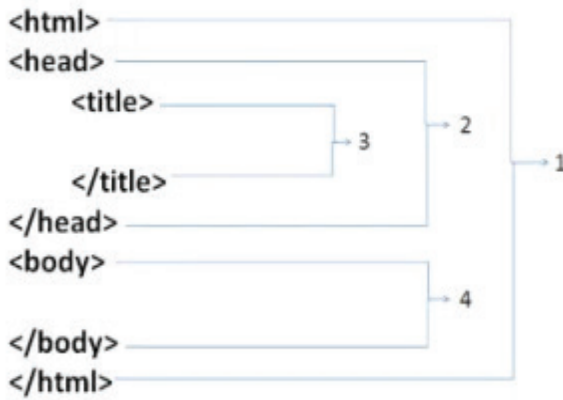 <html>
<head>
<title>
3
2
1
</title>
</head>
<body>
4
</body>
</html>